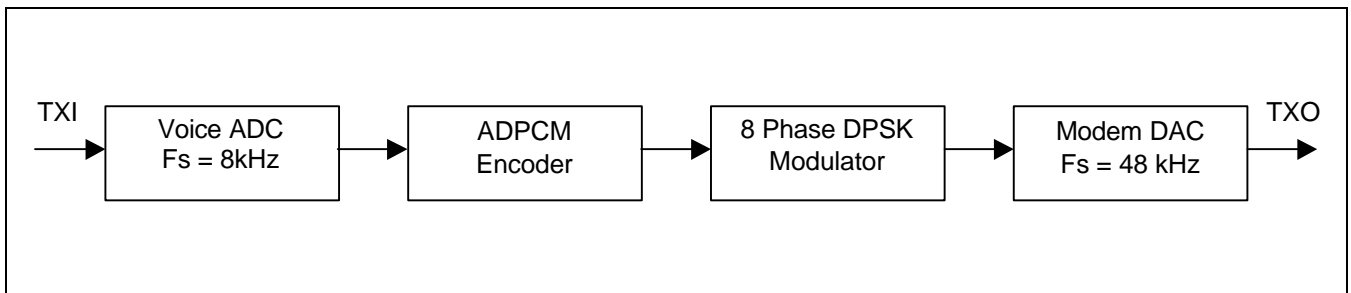 TXI
Voice ADC
Fs = 8kHz
ADPCM
Encoder
8 Phase DPSK
Modulator
Modem DAC
Fs = 48 kHz
TXO